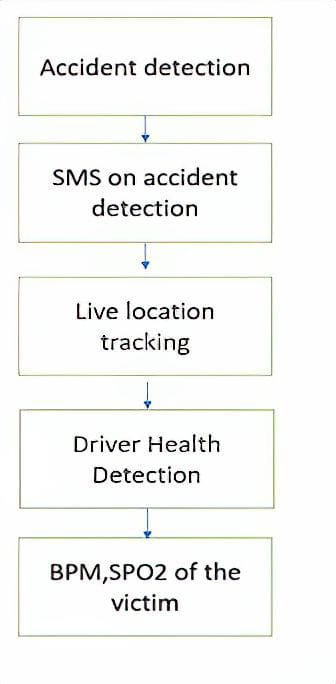 Accident detection
SMS on accident
detection
Live location
tracking
Driver Health
Detection
BPM,SPO2 of the
victim